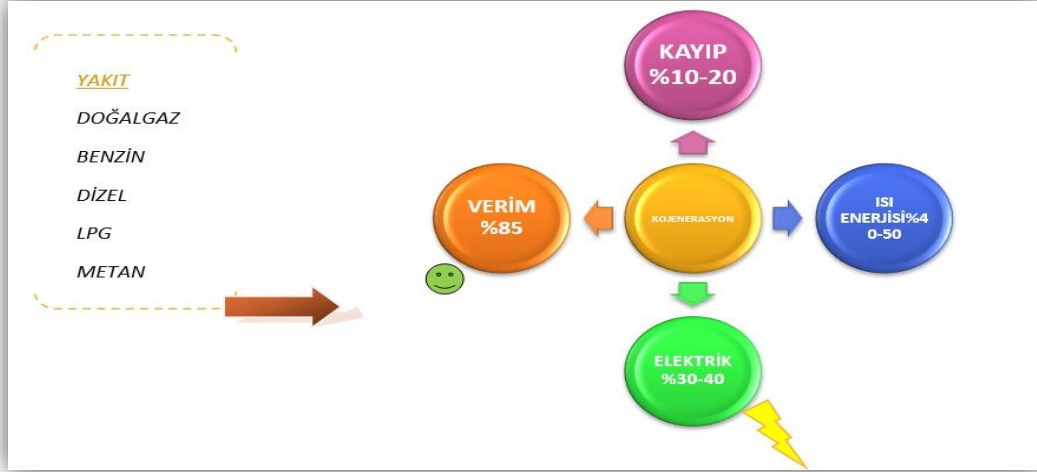 YAKIT
DOĞALGAZ
BENZİN
DİZEL
LPG
METAN
KAYIP
%10-20
VERİM
%85
KOJENERASYON
ISI
ENERJİSİ%4
0-50
ELEKTRİK
%30-40